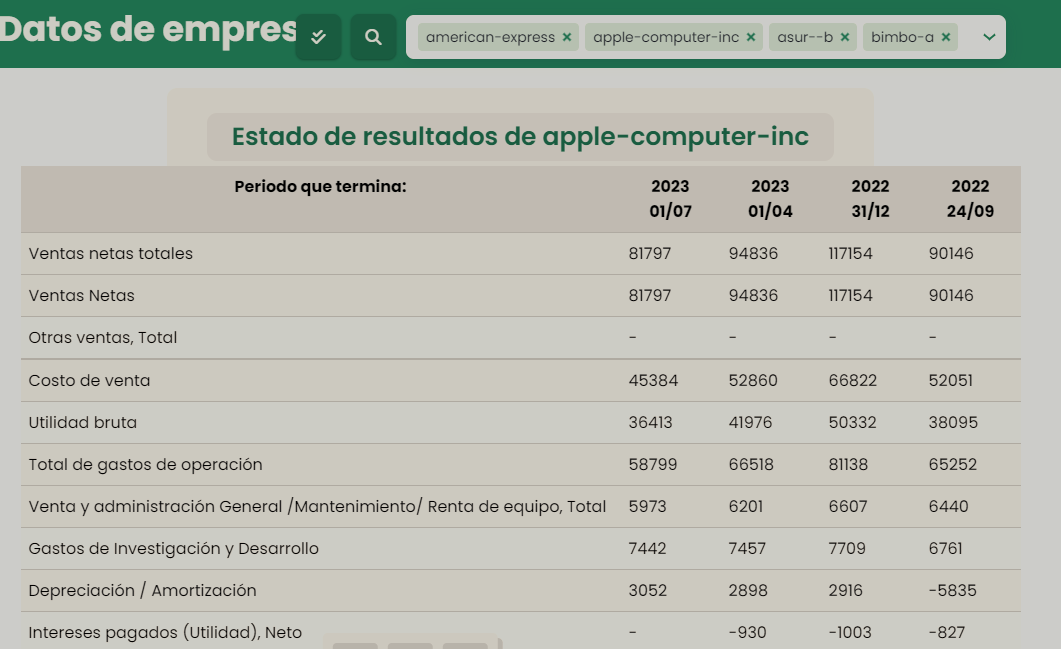 Datos de empres
american-express × apple-computer-inc × asur--b × bimbo-a ×
Estado de resultados de apple-computer-inc
Periodo que termina: 2023 2023 2022 2022
01/07 01/04 31/12 24/09
Ventas netas totales 81797 94836 117154 90146
Ventas Netas 81797 94836 117154 90146
Otras ventas, Total - - - -
Costo de venta 45384 52860 66822 52051
Utilidad bruta 36413 41976 50332 38095
Total de gastos de operación 58799 66518 81138 65252
Venta y administración General /Mantenimiento/ Renta de equipo, Total 5973 6201 6607 6440
Gastos de Investigación y Desarrollo 7442 7457 7709 6761
Depreciación / Amortización 3052 2898 2916 -5835
Intereses pagados (Utilidad), Neto - -930 -1003 -827